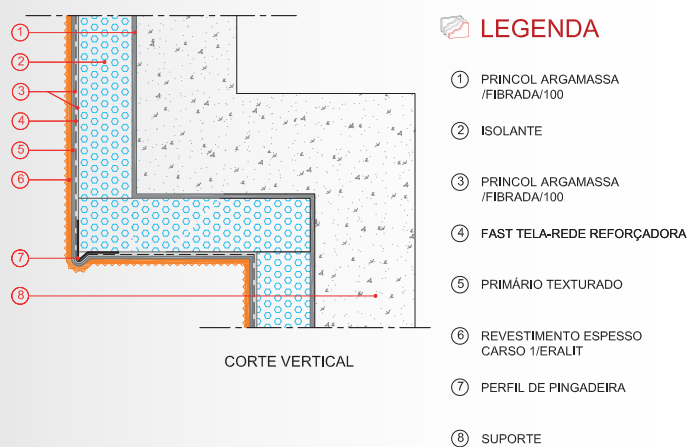 1
2
3
4
5
6
7
8
CORTE VERTICAL
LEGENDA
1 PRINCOL ARGAMASSA
/FIBRADA/100
2 ISOLANTE
3 PRINCOL ARGAMASSA
/FIBRADA/100
4 FAST TELA-REDE REFORÇADORA
5 PRIMÁRIO TEXTURADO
6 REVESTIMENTO ESPESSO
CARSO 1/ERALIT
7 PERFIL DE PINGADEIRA
8 SUPORTE